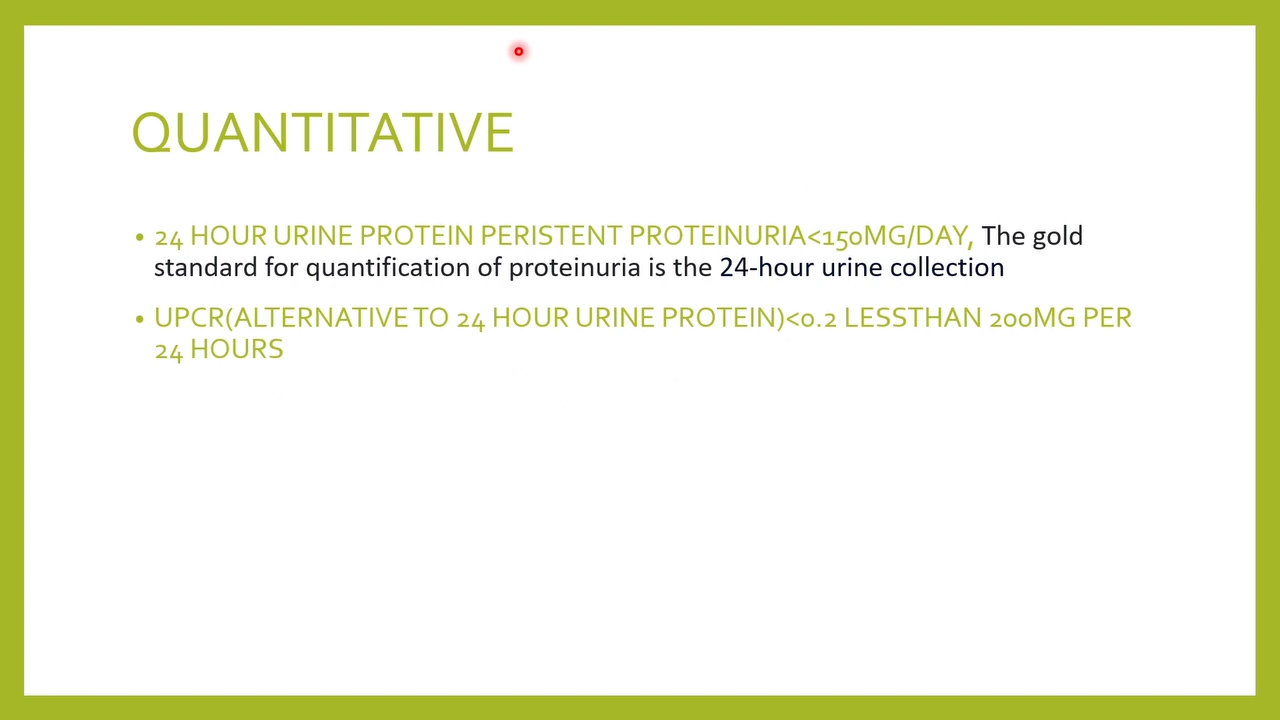 QUANTITATIVE
• 24 HOUR URINE PROTEIN PERISTENT PROTEINURIA<150MG/DAY, The gold
standard for quantification of proteinuria is the 24-hour urine collection
• UPCR(ALTERNATIVE TO 24 HOUR URINE PROTEIN)<0.2 LESSTHAN 200MG PER
24 HOURS